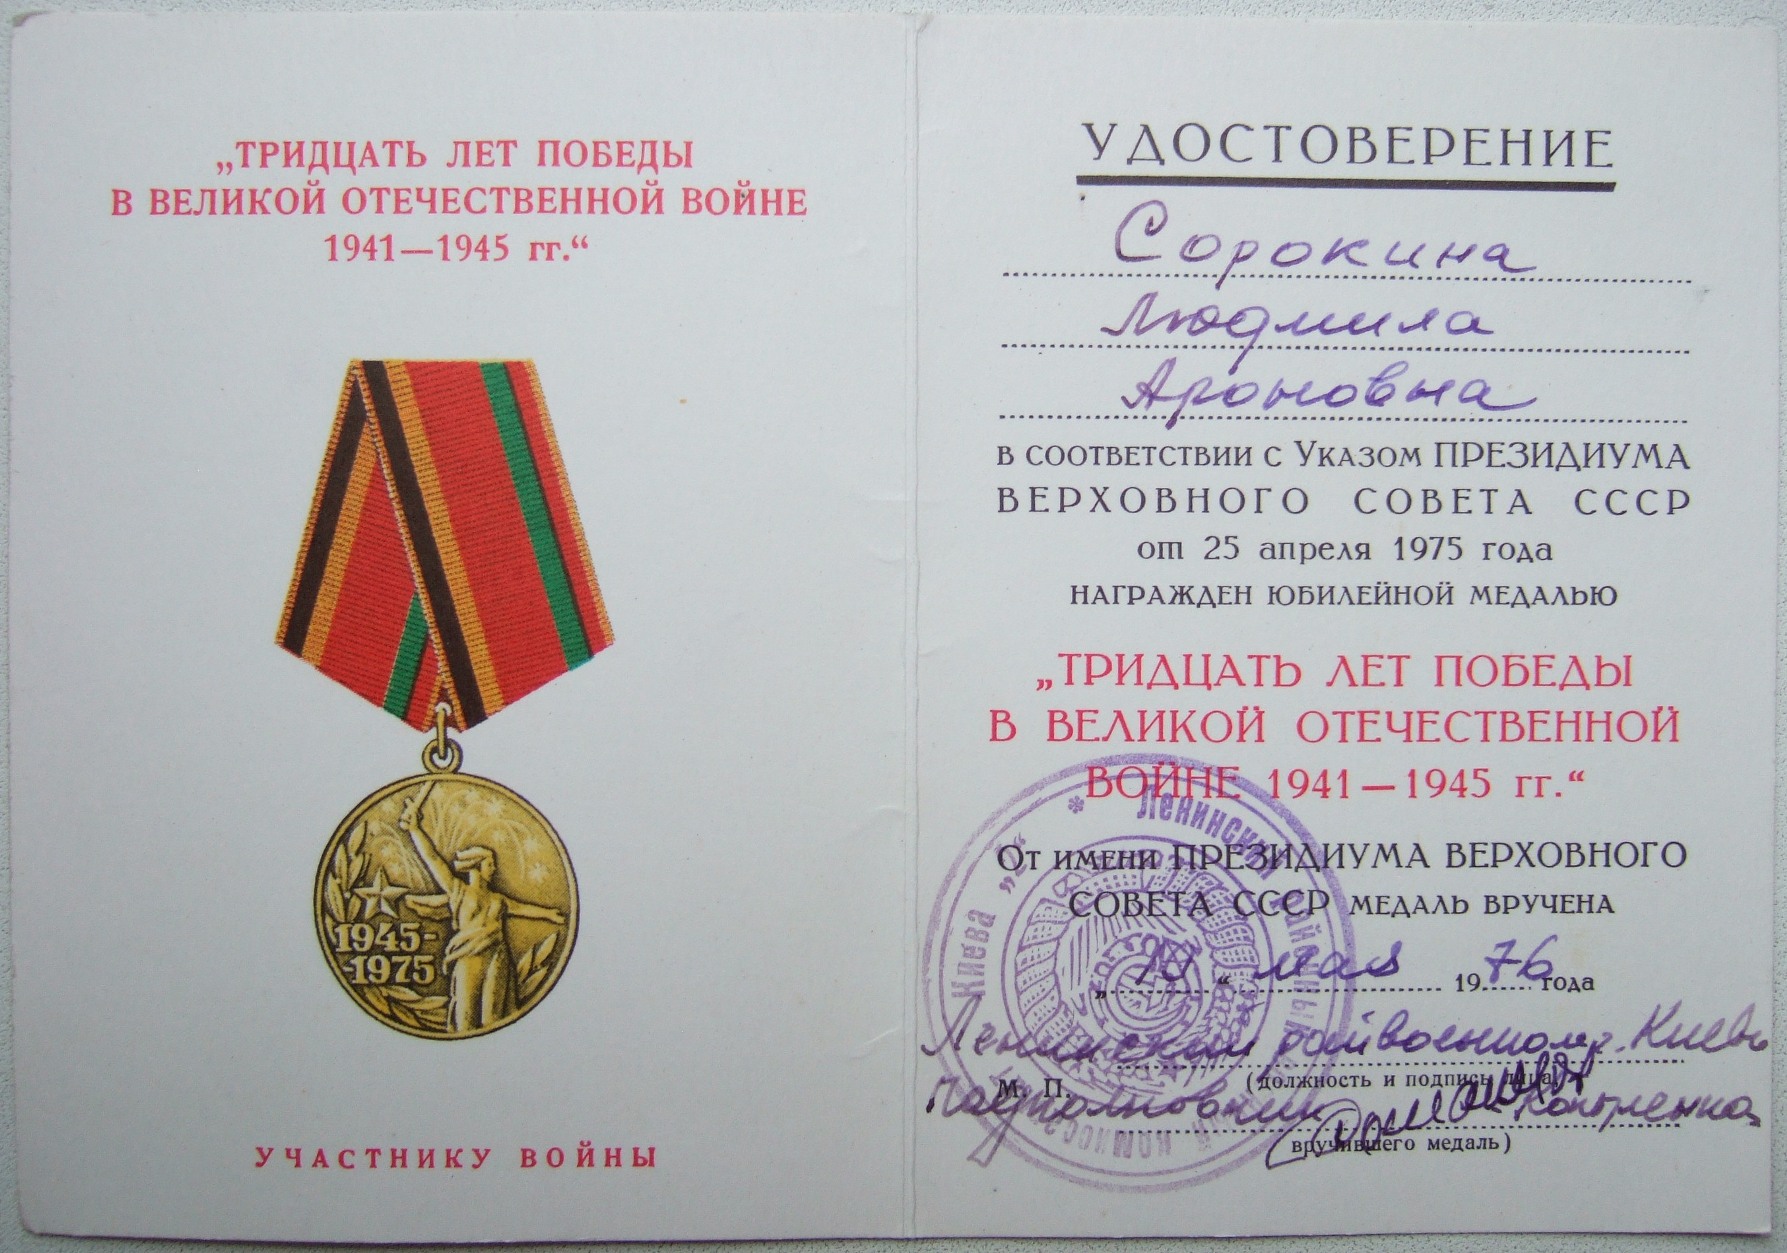 „ТРИДЦАТЬ ЛЕТ ПОБЕДЫ
В ВЕЛИКОЙ ОТЕЧЕСТВЕННОЙ ВОЙНЕ
1941—1945 гг.“
1945-
-1975
УЧАСТНИКУ ВОЙНЫ
УДОСТОВЕРЕНИЕ
Сорокина
Людмила
Ароновна
в соответствии с Указом ПРЕЗИДИУМА
ВЕРХОВНОГО СОВЕТА СССР
от 25 апреля 1975 года
НАГРАЖДЕН ЮБИЛЕЙНОЙ МЕДАЛЬЮ
„ТРИДЦАТЬ ЛЕТ ПОБЕДЫ
В ВЕЛИКОЙ ОТЕЧЕСТВЕННОЙ
ВОЙНЕ 1941—1945 гг.“
От имени ПРЕЗИДИУМА ВЕРХОВНОГО
СОВЕТА СССР МЕДАЛЬ ВРУЧЕНА
„ “ мая 1976 года
Ленинский райвоенком г. Киева
(должность и подпись лица,
М. П.
Подполковник
вручившего медаль)
Ленинский
Киева